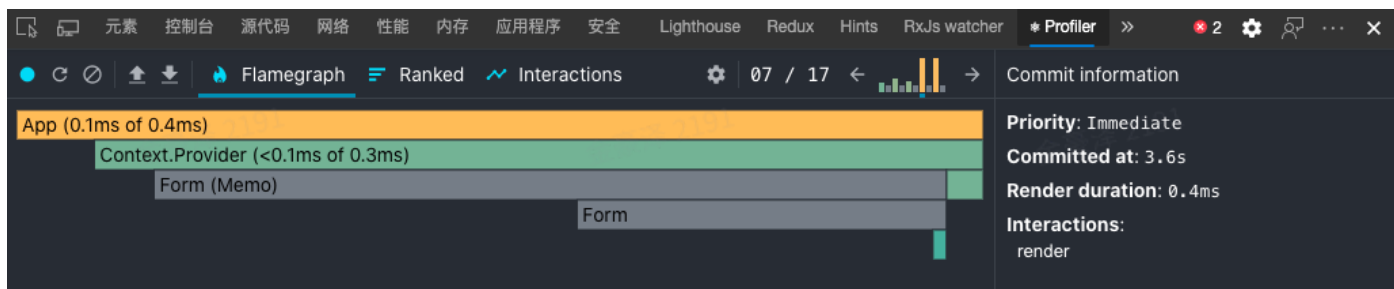 元素 控制台 源代码 网络 性能 内存 应用程序 安全 Lighthouse Redux Hints RxJs watcher Profiler 2
Flamegraph Ranked Interactions 07 / 17 Commit information
App (0.1ms of 0.4ms)
Context.Provider (<0.1ms of 0.3ms)
Form (Memo)
Form
Priority: Immediate
Committed at: 3.6s
Render duration: 0.4ms
Interactions:
render